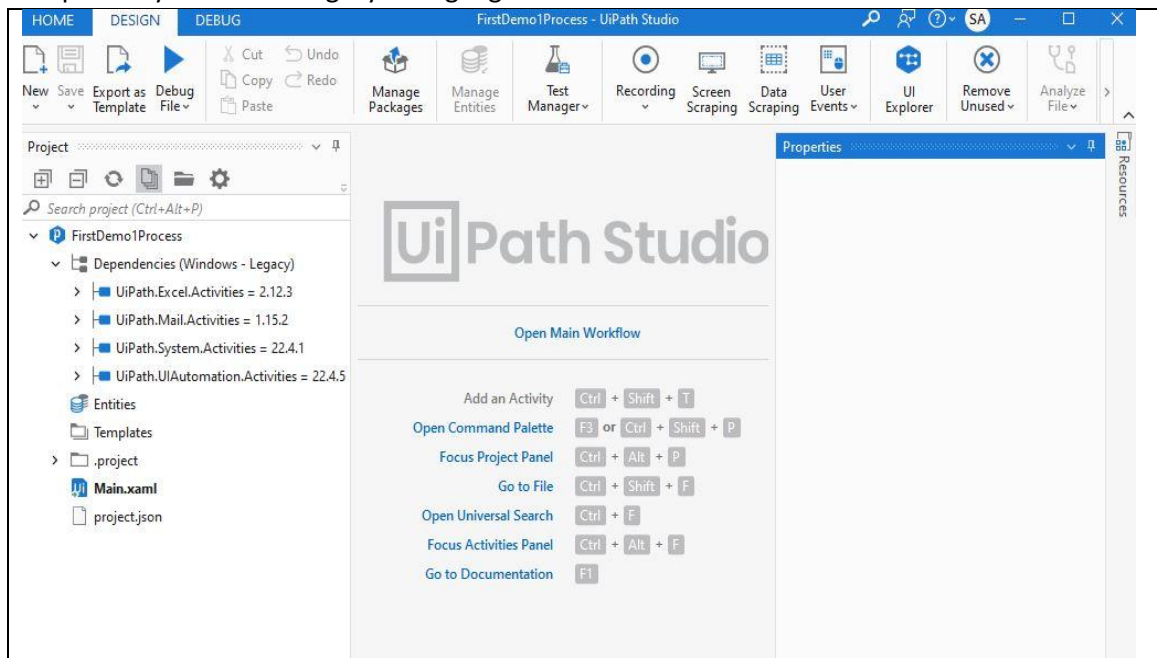 HOME DESIGN DEBUG FirstDemo1Process - UiPath Studio SA
New Save Export as Template Debug File Cut Copy Paste Undo Redo Manage Packages Manage Entities Test Manager Recording Screen Scraping Data Scraping User Events UI Explorer Remove Unused Analyze File
Project
Search project (Ctrl+Alt+P)
FirstDemo1Process
Dependencies (Windows - Legacy)
UiPath.Excel.Activities = 2.12.3
UiPath.Mail.Activities = 1.15.2
UiPath.System.Activities = 22.4.1
UiPath.UIAutomation.Activities = 22.4.5
Entities
Templates
.project
Main.xaml
project.json
UiPath Studio
Open Main Workflow
Add an Activity Ctrl + Shift + T
Open Command Palette F3 or Ctrl + Shift + P
Focus Project Panel Ctrl + Alt + P
Go to File Ctrl + Shift + F
Open Universal Search Ctrl + F
Focus Activities Panel Ctrl + Alt + F
Go to Documentation F1
Properties
Resources